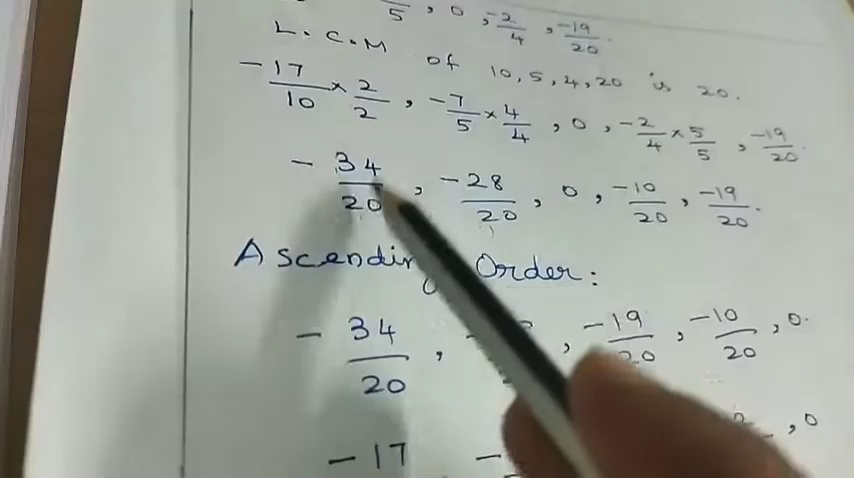 5 , 0 , -2/4 , -19/20.
L.C.M of 10, 5, 4, 20 is 20.
-17/10 × 2/2 , -7/5 × 4/4 , 0 , -2/4 × 5/5 , -19/20.
- 34/20 , -28/20 , 0 , -10/20 , -19/20.
Ascending Order:
- 34/20 , , -19/20 , -10/20 , 0.
-17 - , 0